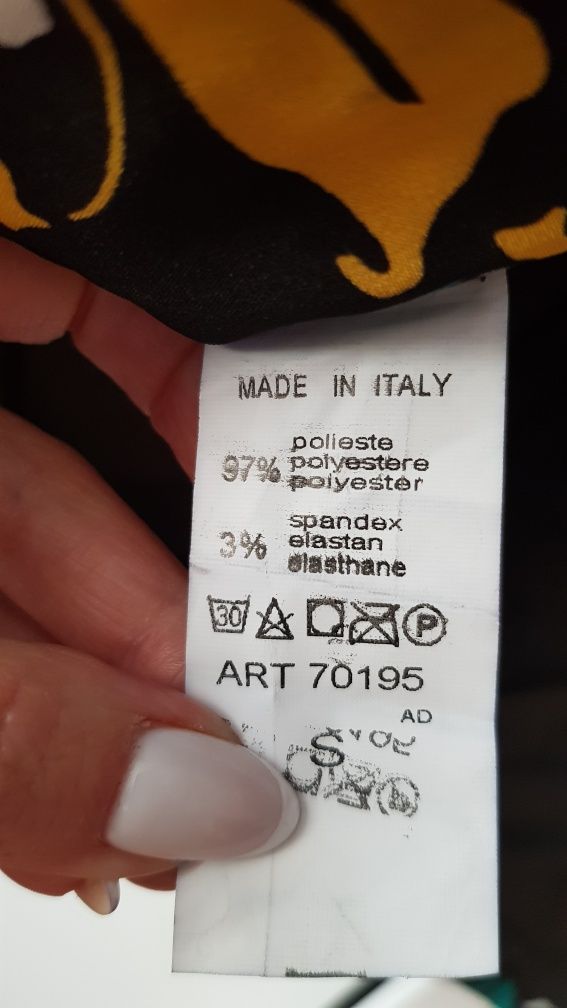 MADE IN ITALY
polieste
97% polyestere
polyester
spandex
3% elastan
elasthane
30 P
ART 70195
AD
S